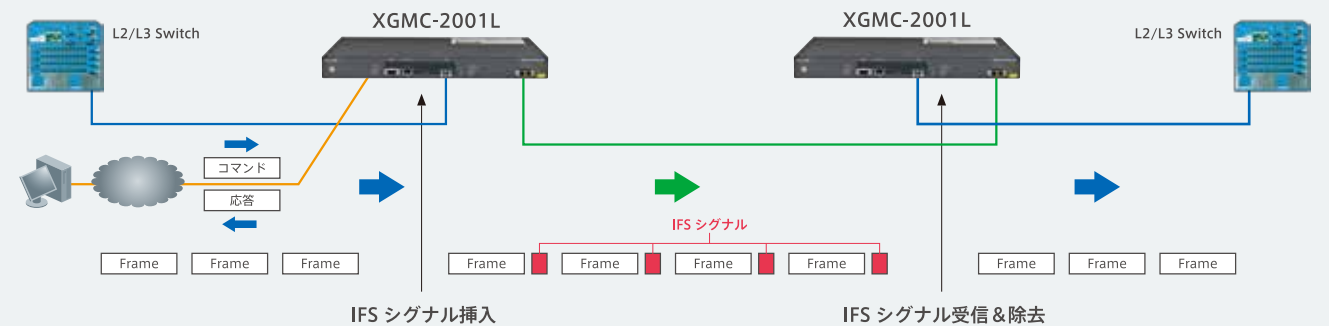 XGMC-2001L
XGMC-2001L
L2/L3 Switch
L2/L3 Switch
コマンド
応答
IFS シグナル
Frame Frame Frame
Frame Frame Frame Frame
Frame Frame Frame
IFS シグナル挿入
IFS シグナル受信＆除去